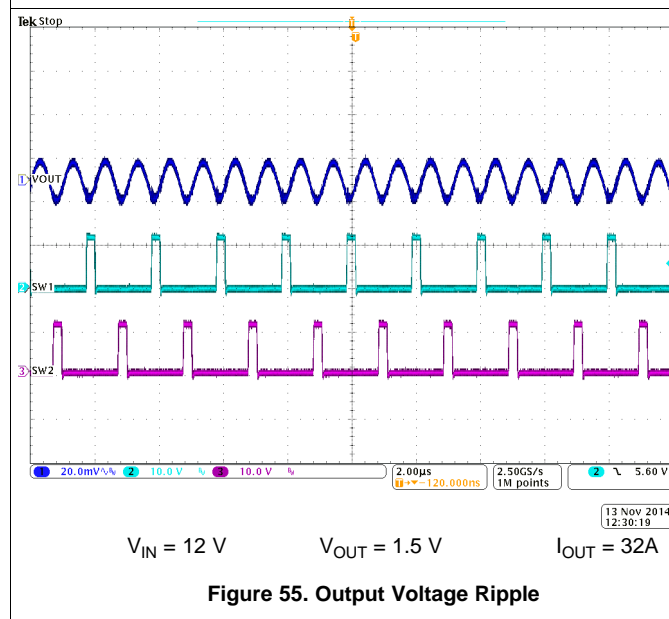 Tek Stop
T
T
1 VOUT
2 SW1
3 SW2
1 20.0mV 2 10.0 V 3 10.0 V
2.00µs
T -120.000ns
2.50GS/s
1M points
2 5.60 V
13 Nov 2014
12:30:19
VIN = 12 V VOUT = 1.5 V IOUT = 32A
Figure 55. Output Voltage Ripple